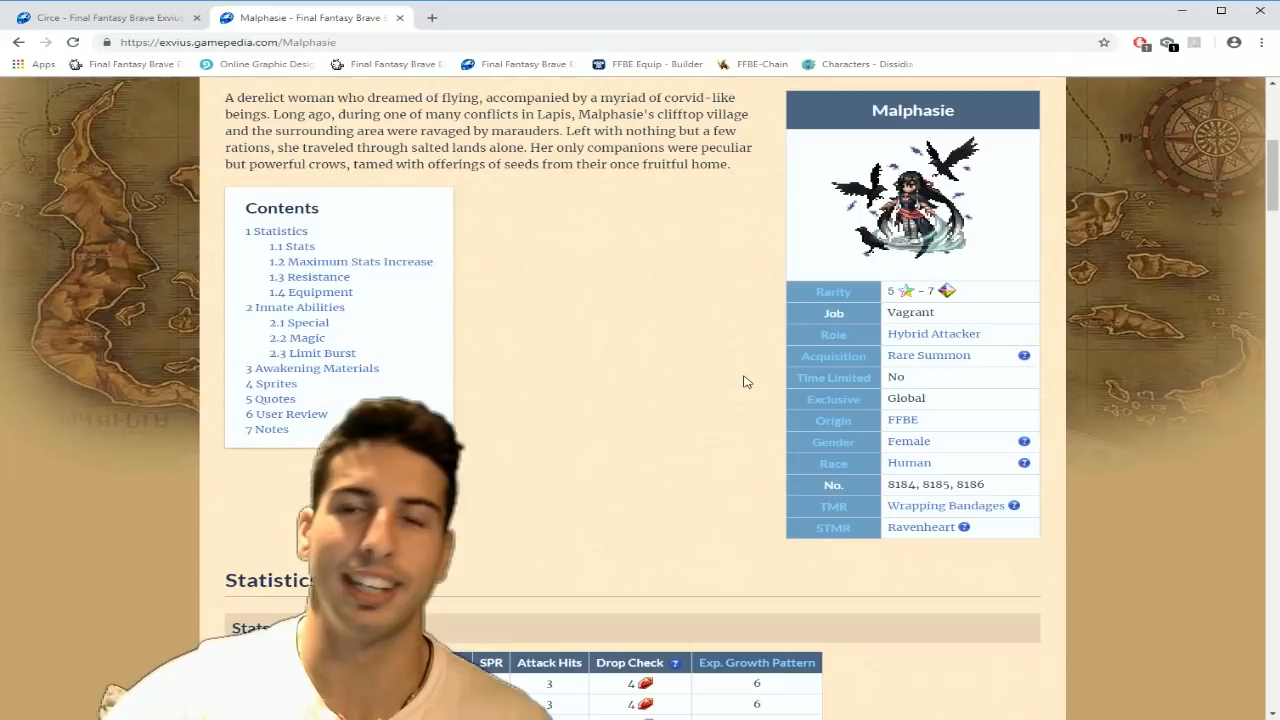 Circe - Final Fantasy Brave Exvius
Malphasie - Final Fantasy Brave E
https://exvius.gamepedia.com/Malphasie
Apps
Final Fantasy Brave E
Online Graphic Desi
Final Fantasy Brave E
Final Fantasy Brave E
FFBE Equip - Builder
FFBE-Chain
Characters - Dissidia
A derelict woman who dreamed of flying, accompanied by a myriad of corvid-like
beings. Long ago, during one of many conflicts in Lapis, Malphasie's clifftop village
and the surrounding area were ravaged by marauders. Left with nothing but a few
rations, she traveled through salted lands alone. Her only companions were peculiar
but powerful crows, tamed with offerings of seeds from their once fruitful home.
Contents
1 Statistics
1.1 Stats
1.2 Maximum Stats Increase
1.3 Resistance
1.4 Equipment
2 Innate Abilities
2.1 Special
2.2 Magic
2.3 Limit Burst
3 Awakening Materials
4 Sprites
5 Quotes
6 User Review
7 Notes
Malphasie
Rarity 5 - 7
Job Vagrant
Role Hybrid Attacker
Acquisition Rare Summon ?
Time Limited No
Exclusive Global
Origin FFBE
Gender Female ?
Race Human ?
No. 8184, 8185, 8186
TMR Wrapping Bandages ?
STMR Ravenheart ?
Statistic
Stat
SPR Attack Hits Drop Check ? Exp. Growth Pattern
3 4 6
3 4 6